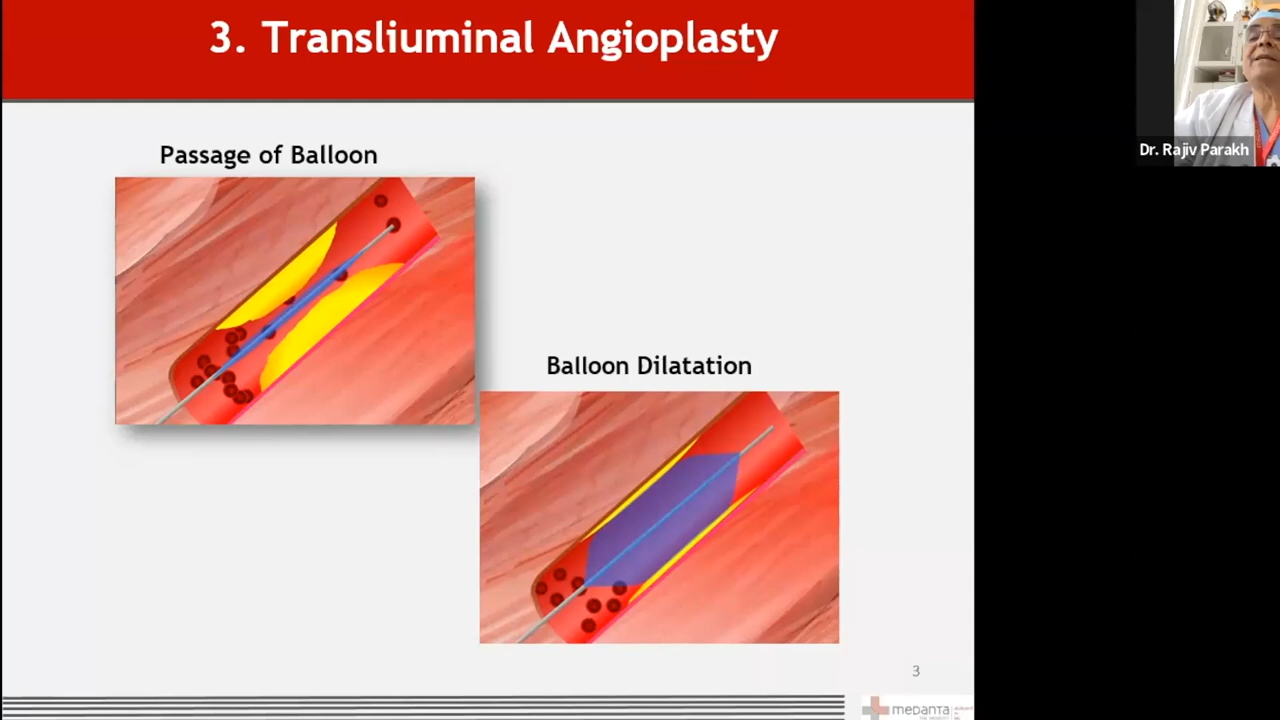 3. Transliuminal Angioplasty
Dr. Rajiv Parakh
Passage of Balloon
Balloon Dilatation
3
medanta